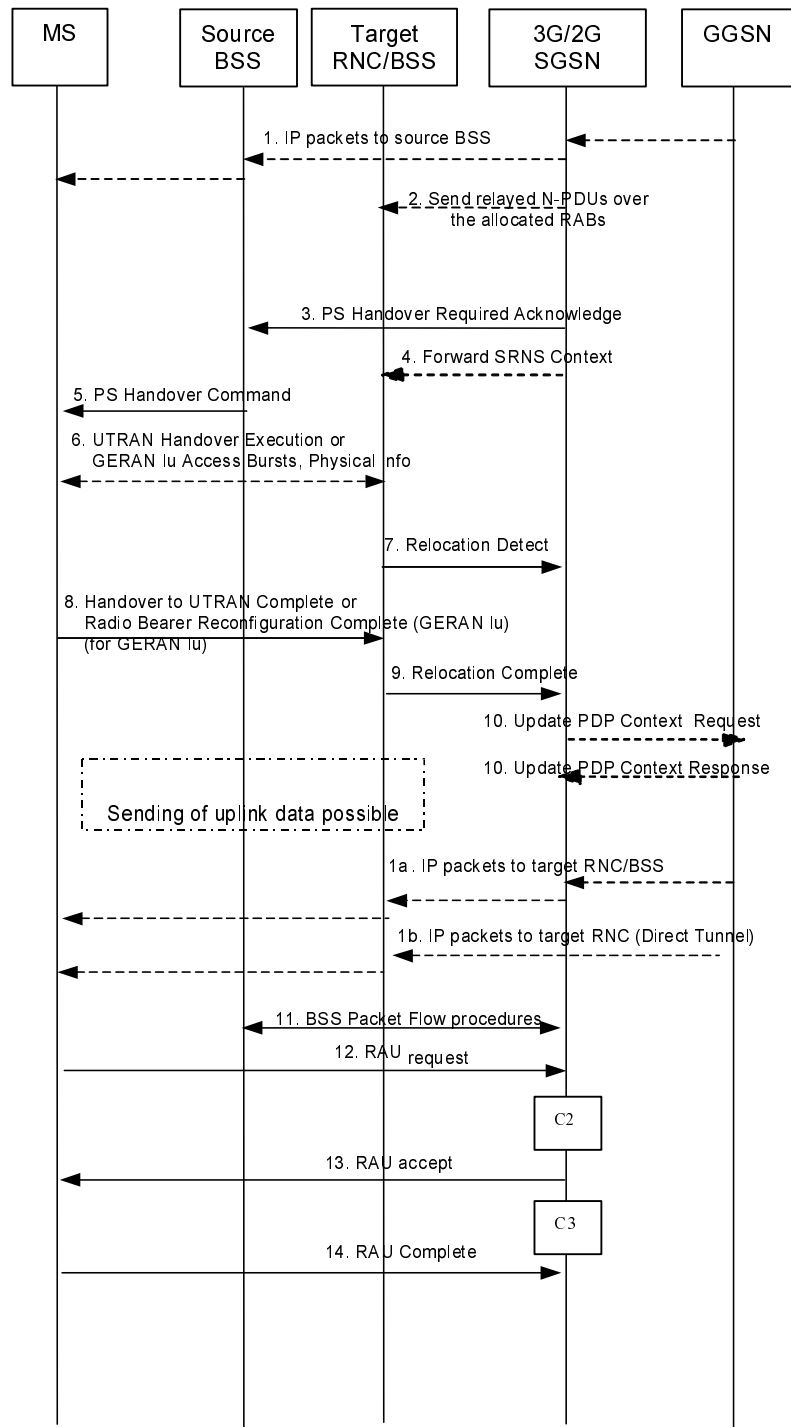 MS
Source
BSS
Target
RNC/BSS
3G/2G
SGSN
GGSN
1. IP packets to source BSS
2. Send relayed N-PDUs over
the allocated RABs
3. PS Handover Required Acknowledge
4. Forward SRNS Context
5. PS Handover Command
6. UTRAN Handover Execution or
GERAN Iu Access Bursts, Physical Info
7. Relocation Detect
8. Handover to UTRAN Complete or
Radio Bearer Reconfiguration Complete (GERAN Iu)
(for GERAN Iu)
9. Relocation Complete
10. Update PDP Context Request
10. Update PDP Context Response
Sending of uplink data possible
1a. IP packets to target RNC/BSS
1b. IP packets to target RNC (Direct Tunnel)
11. BSS Packet Flow procedures
12. RAU request
C2
13. RAU accept
C3
14. RAU Complete